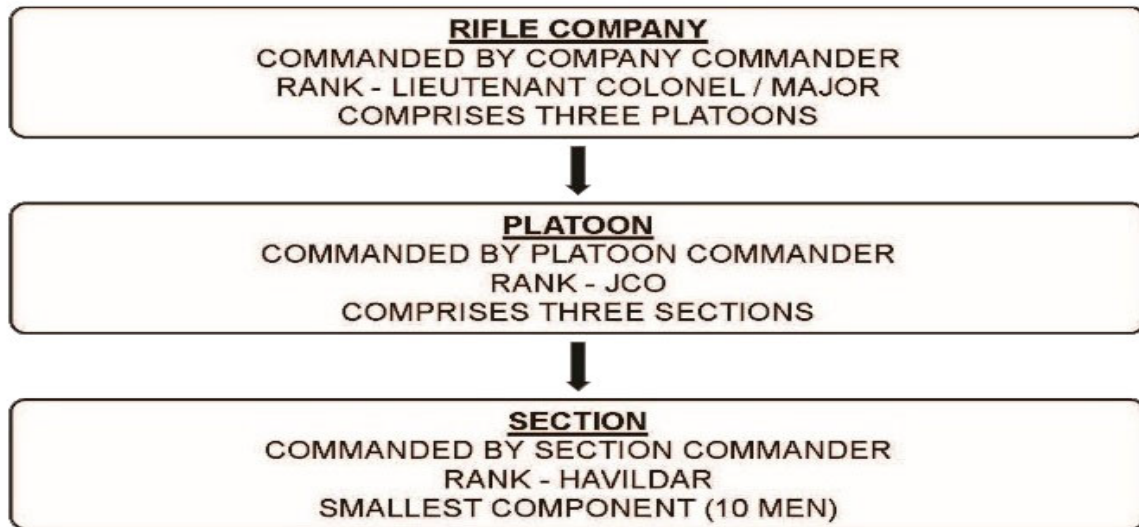 RIFLE COMPANY
COMMANDED BY COMPANY COMMANDER
RANK - LIEUTENANT COLONEL / MAJOR
COMPRISES THREE PLATOONS
PLATOON
COMMANDED BY PLATOON COMMANDER
RANK - JCO
COMPRISES THREE SECTIONS
SECTION
COMMANDED BY SECTION COMMANDER
RANK - HAVILDAR
SMALLEST COMPONENT (10 MEN)